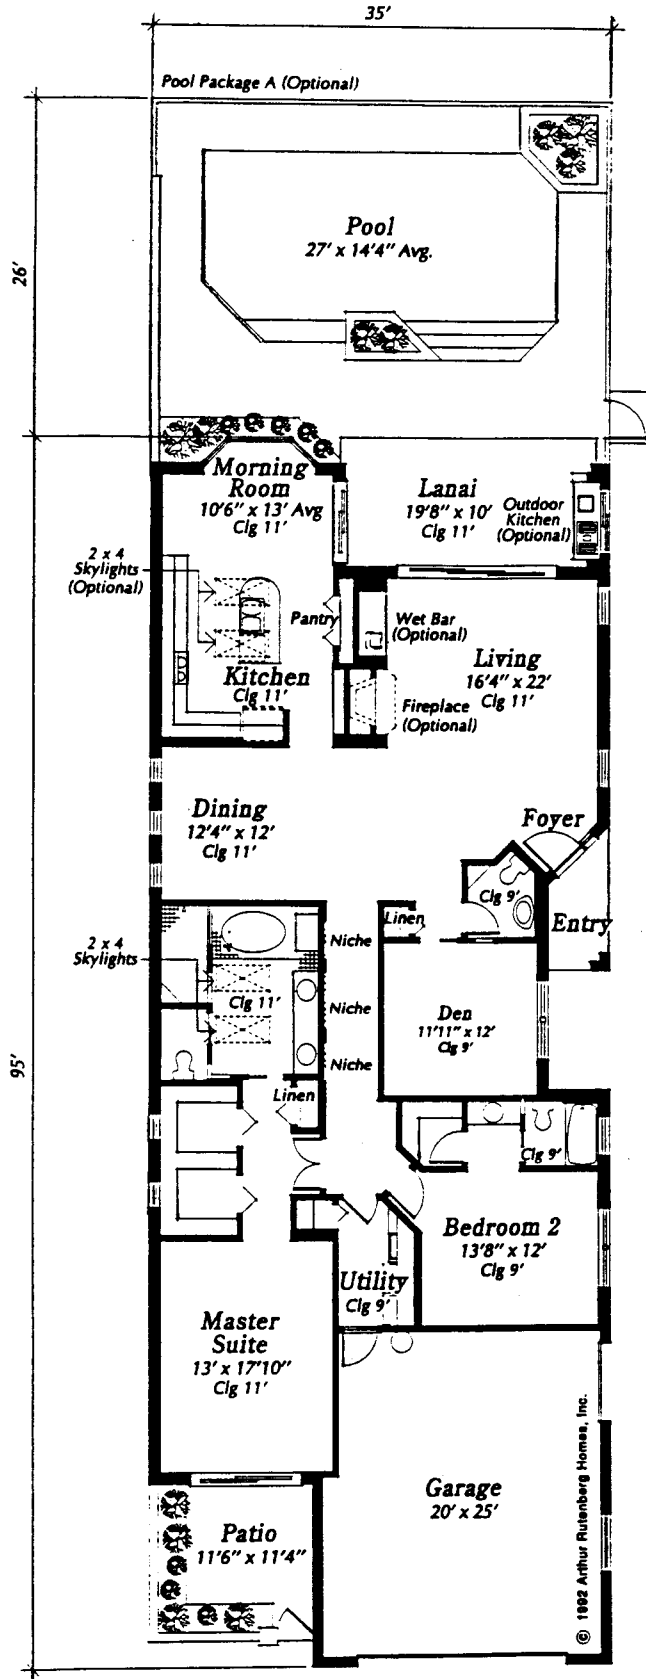 35'
Pool Package A (Optional)
26'
Pool
27' x 14'4" Avg.
Morning
Room
10'6" x 13' Avg
Clg 11'
Lanai
19'8" x 10'
Clg 11'
Outdoor
Kitchen
(Optional)
2 x 4
Skylights
(Optional)
Pantry
Wet Bar
(Optional)
Living
16'4" x 22'
Clg 11'
Kitchen
Clg 11'
Fireplace
(Optional)
Dining
12'4" x 12'
Clg 11'
Foyer
Clg 9'
Linen
Entry
Niche
2 x 4
Skylights
Clg 11'
Niche
Den
11'11" x 12'
Clg 9'
Niche
95'
Linen
Clg 9'
Bedroom 2
13'8" x 12'
Clg 9'
Utility
Clg 9'
Master
Suite
13' x 17'10"
Clg 11'
Garage
20' x 25'
Patio
11'6" x 11'4"
© 1992 Arthur Rutenberg Homes, Inc.